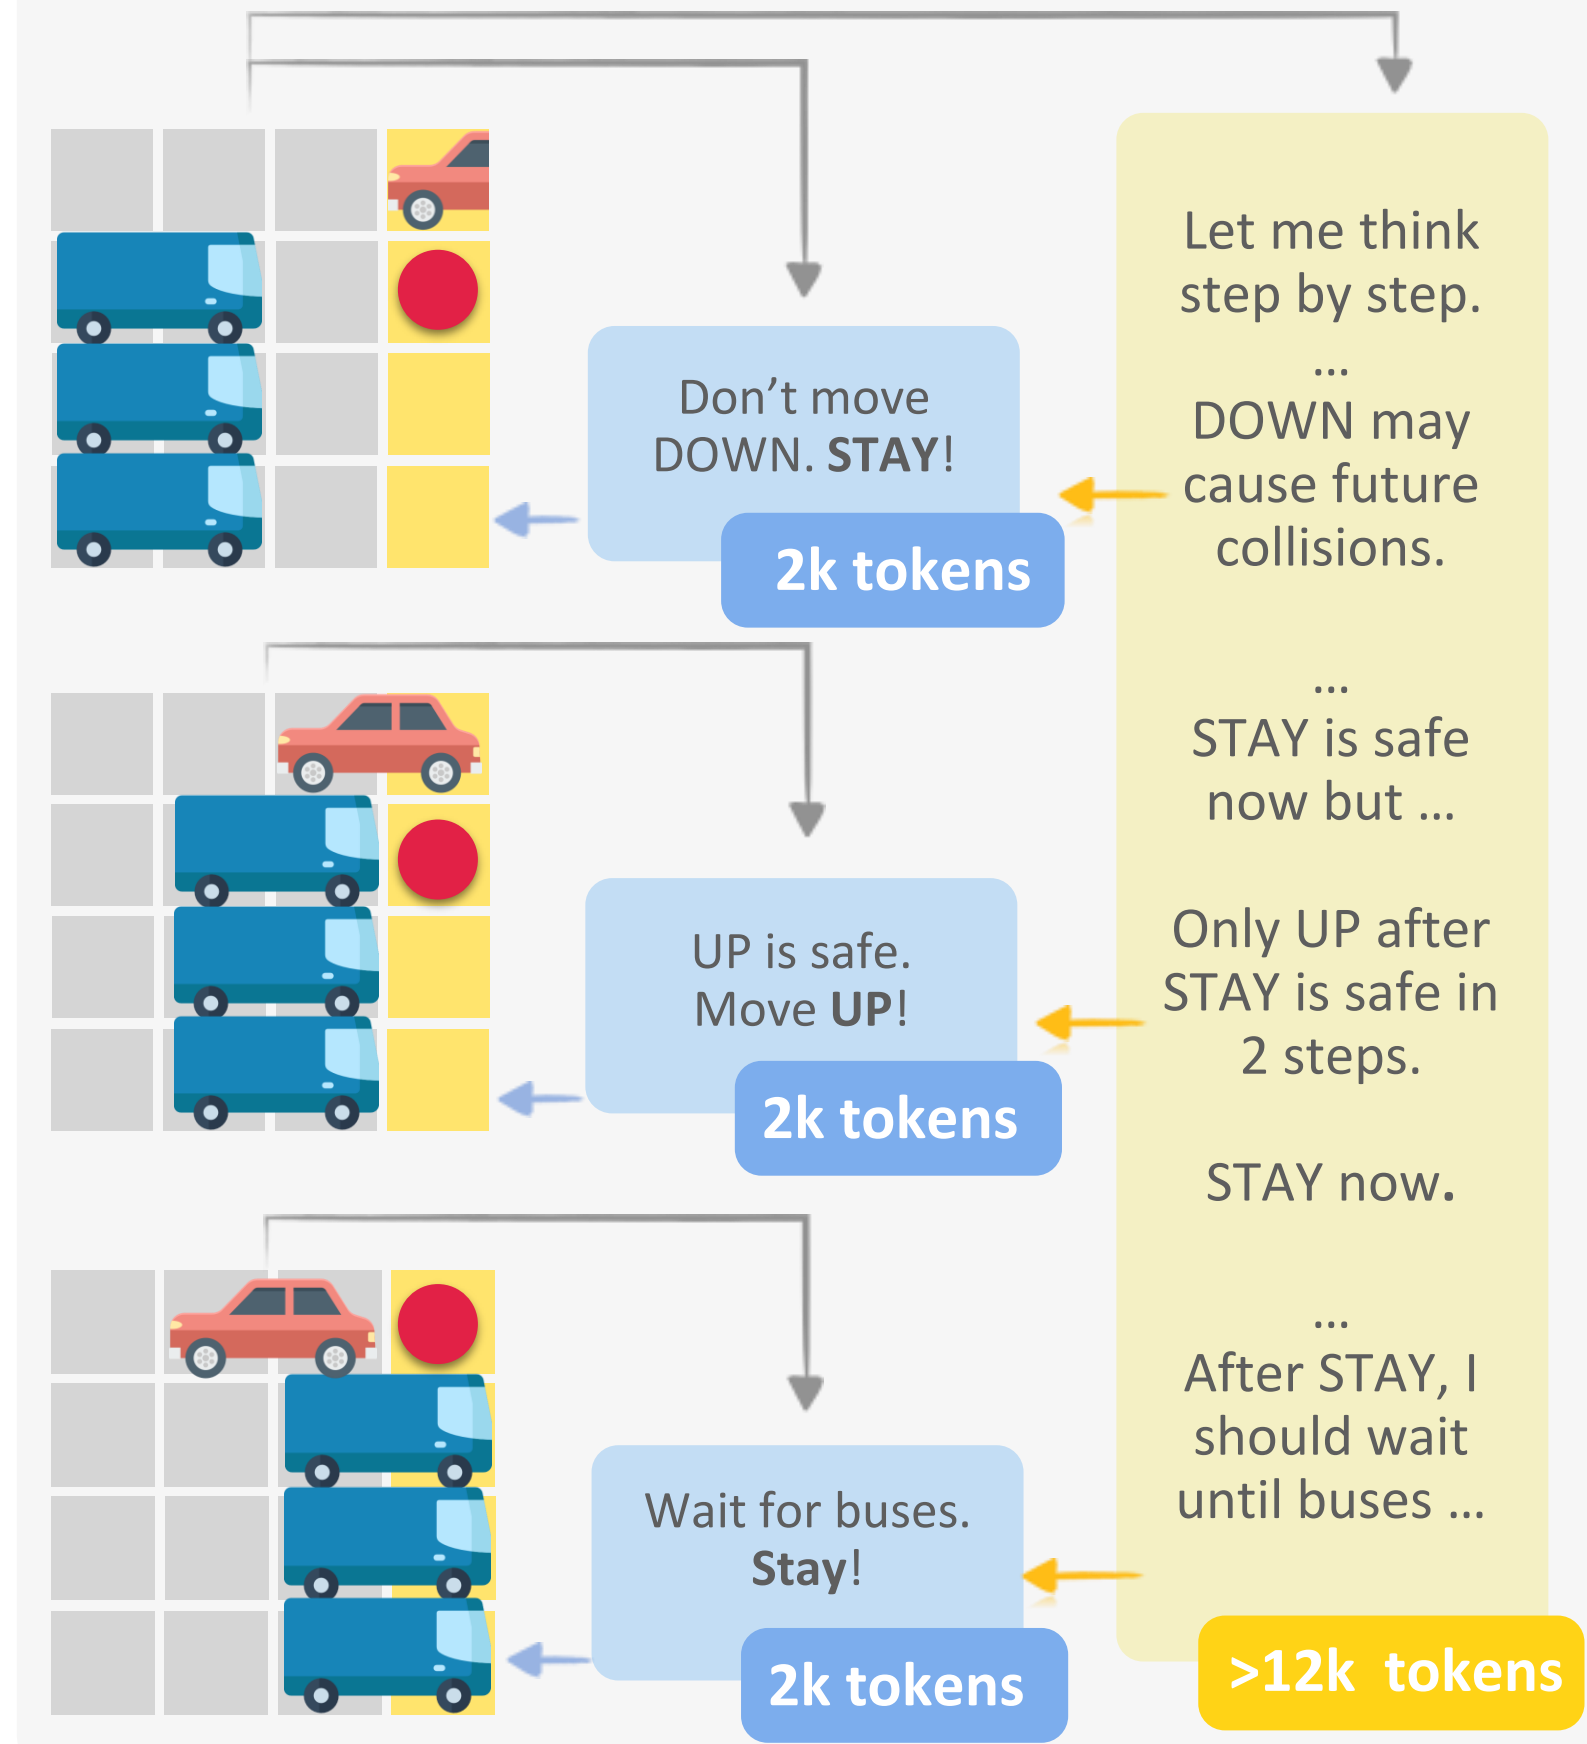 Don’t move
DOWN. STAY!
2k tokens
UP is safe.
Move UP!
2k tokens
Wait for buses.
Stay!
2k tokens
Let me think
step by step.
...
DOWN may
cause future
collisions.
...
STAY is safe
now but ...
Only UP after
STAY is safe in
2 steps.
STAY now.
...
After STAY, I
should wait
until buses ...
>12k tokens